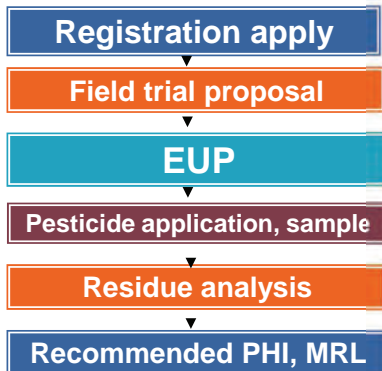 Registration apply
Field trial proposal
EUP
Pesticide application, sample
Residue analysis
Recommended PHI, MRL